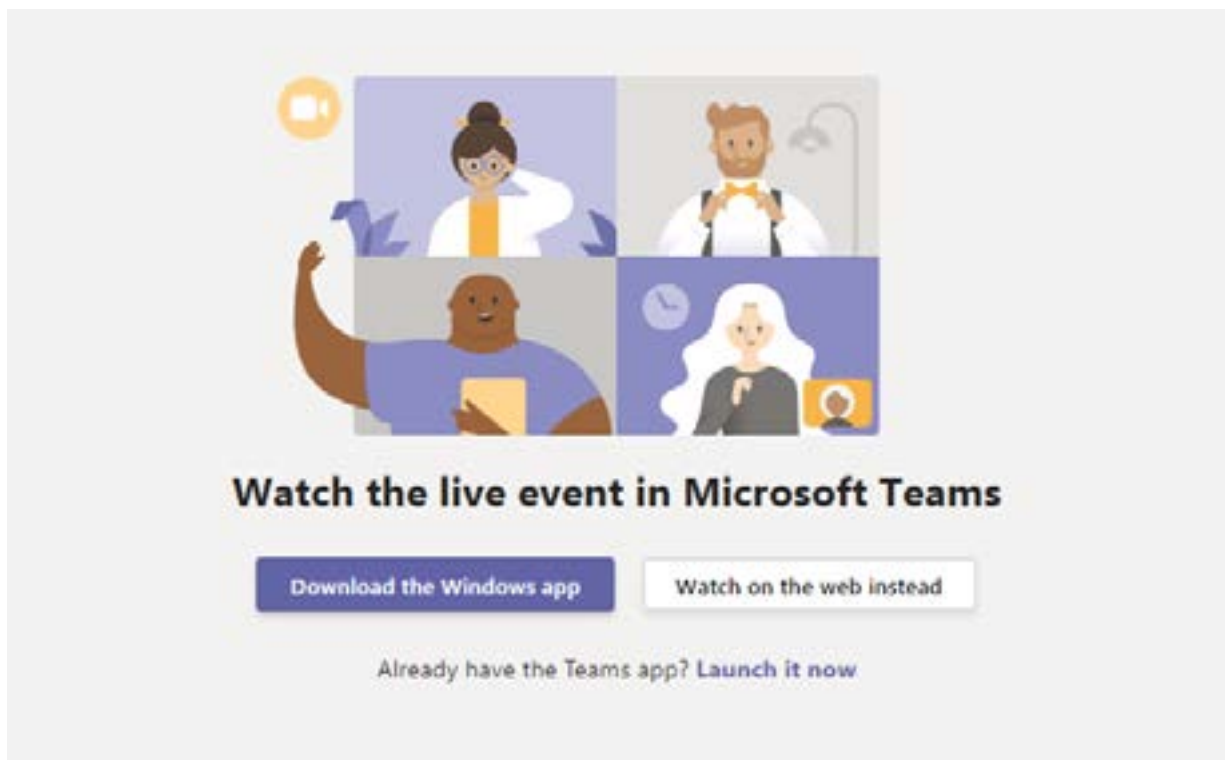 Watch the live event in Microsoft Teams
Download the Windows app
Watch on the web instead
Already have the Teams app? Launch it now